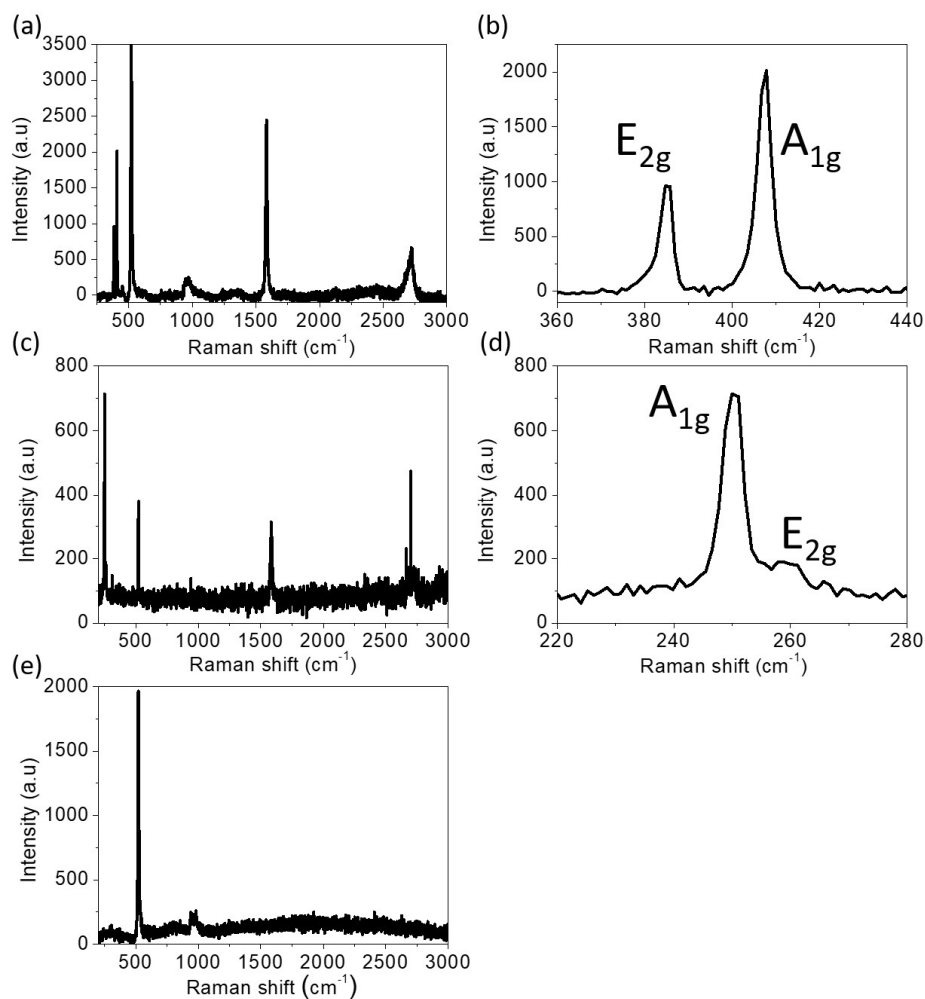 (a)
3500
3000
2500
2000
1500
1000
500
0
Intensity (a.u)
500 1000 1500 2000 2500 3000
Raman shift (cm⁻¹)
(b)
2000
1500
1000
500
0
Intensity (a.u)
E2g
A1g
360 380 400 420 440
Raman shift (cm⁻¹)
(c)
800
600
400
200
0
Intensity (a.u)
500 1000 1500 2000 2500 3000
Raman shift (cm⁻¹)
(d)
800
600
400
200
0
Intensity (a.u)
A1g
E2g
220 240 260 280
Raman shift (cm⁻¹)
(e)
2000
1500
1000
500
0
Intensity (a.u)
500 1000 1500 2000 2500 3000
Raman shift (cm⁻¹)